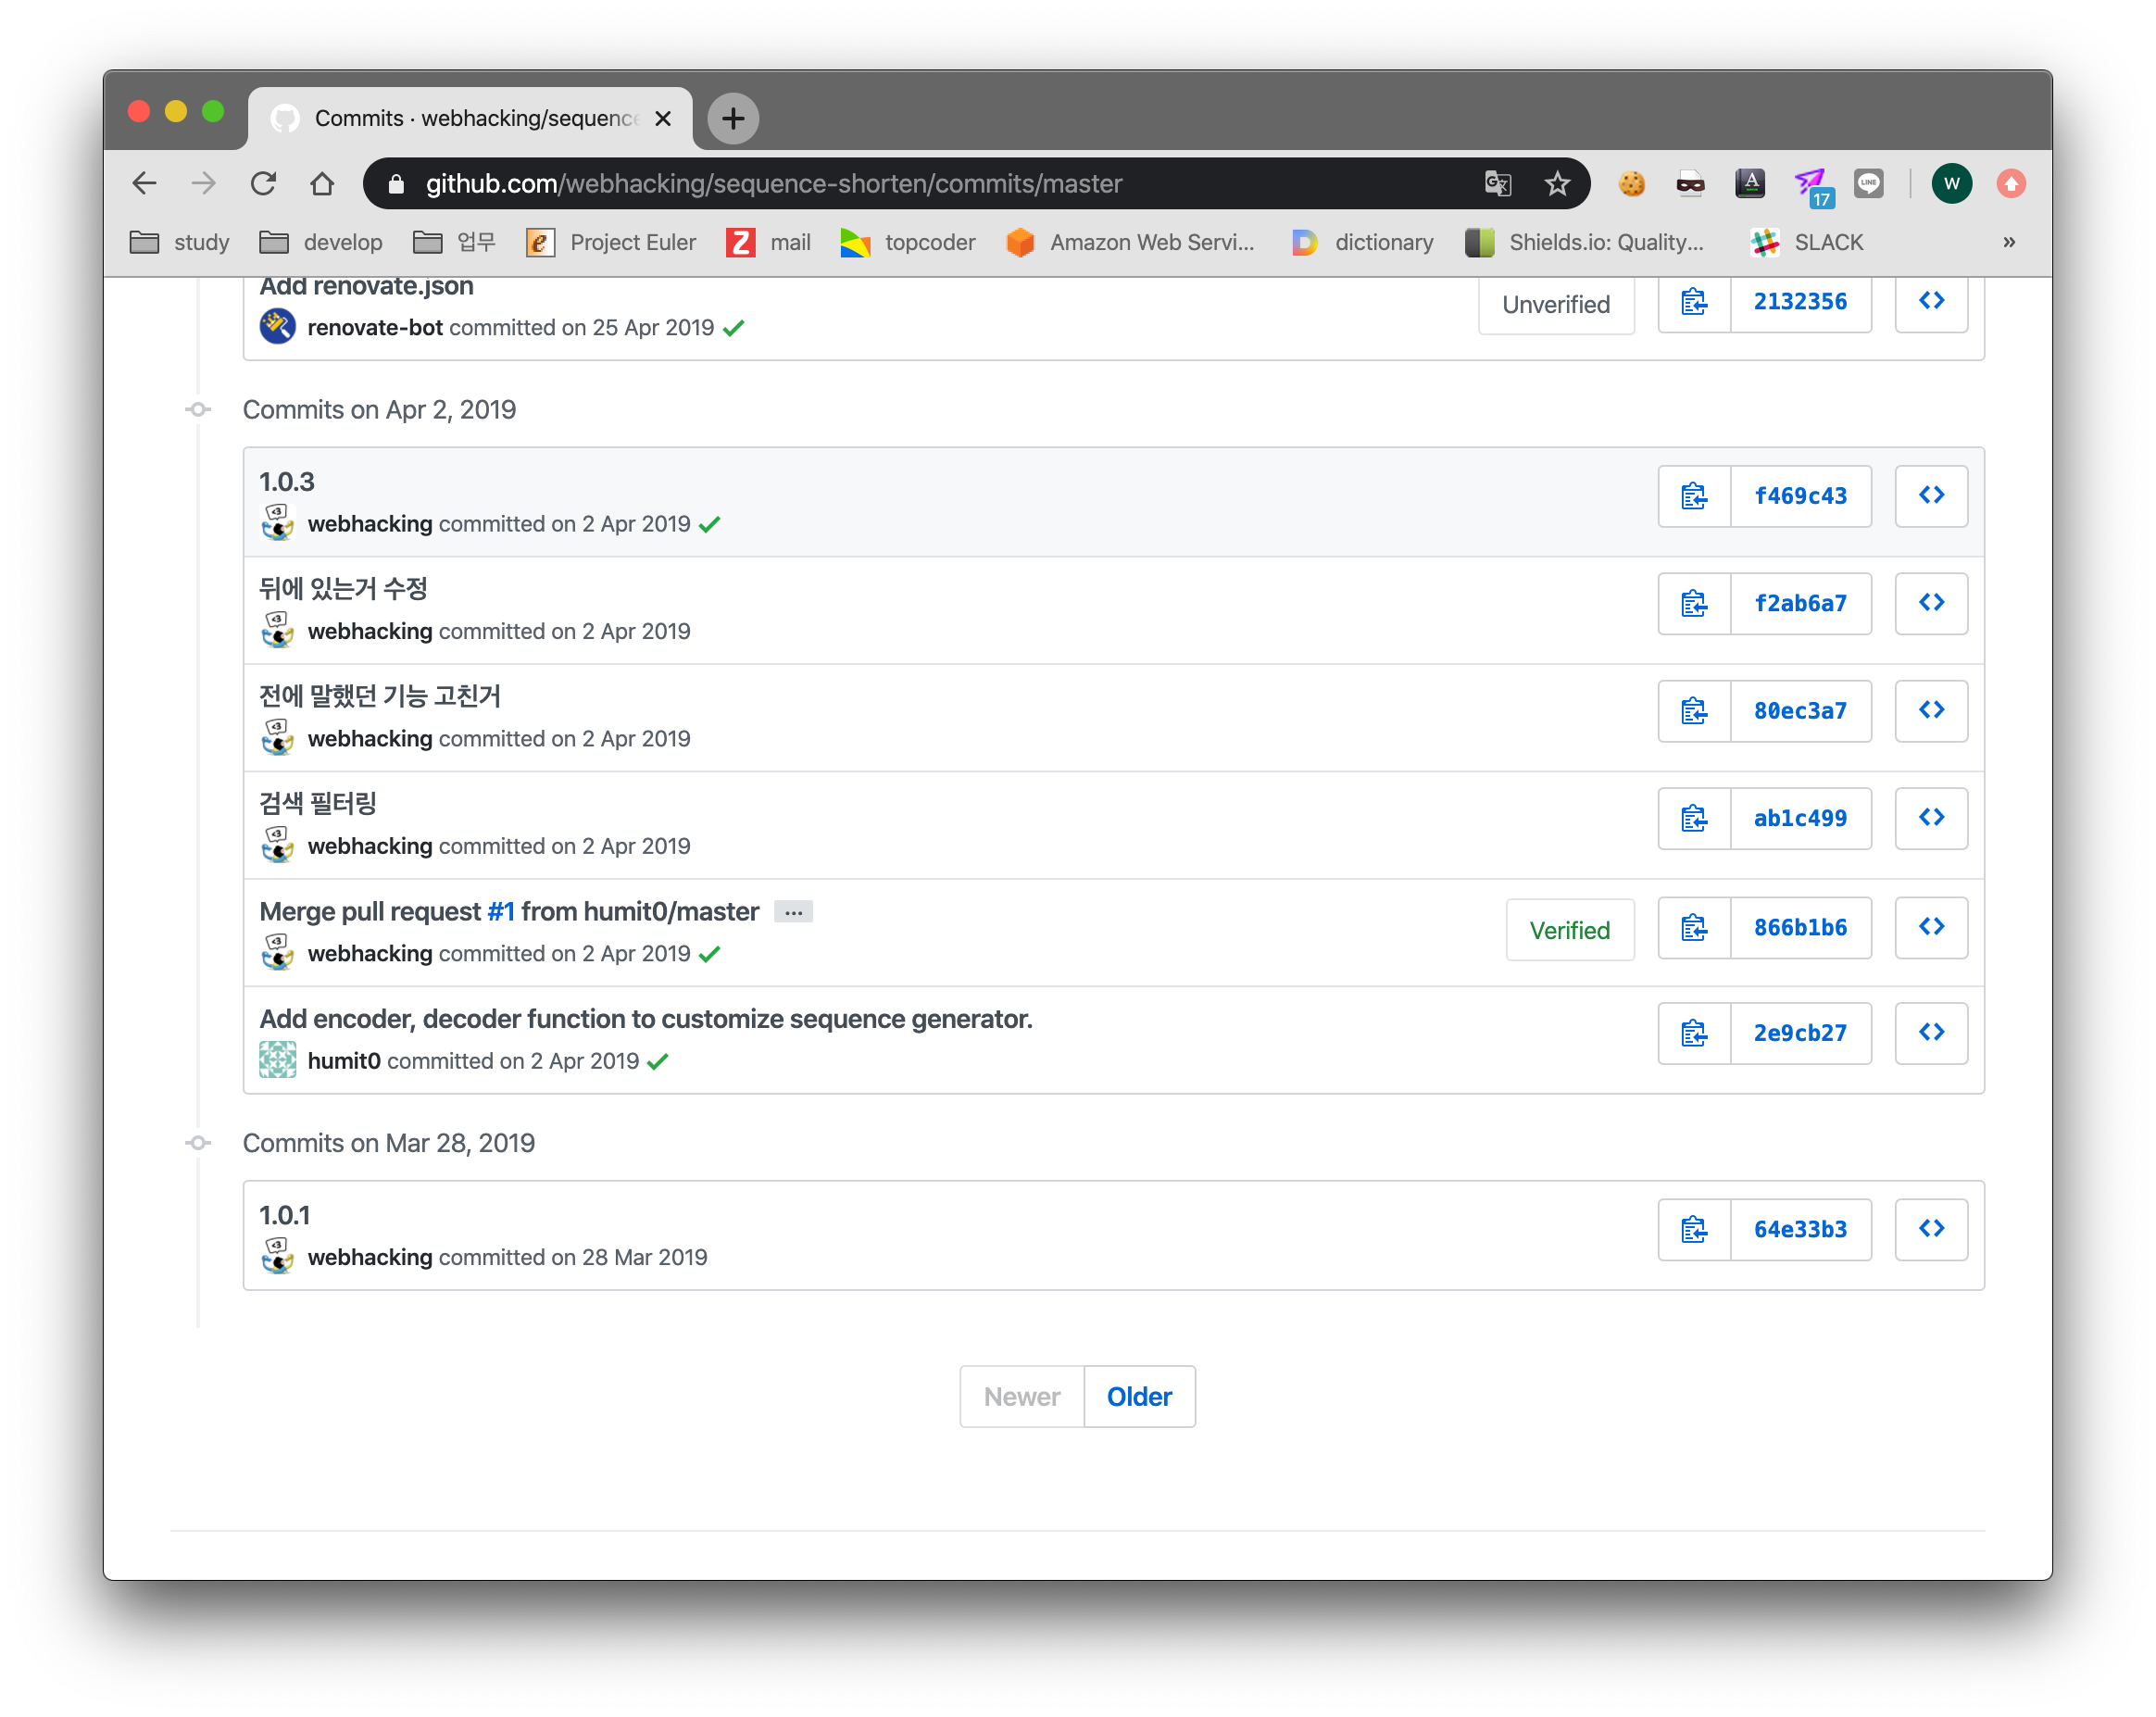 Commits · webhacking/sequence
github.com/webhacking/sequence-shorten/commits/master
17
W
study develop 업무 Project Euler mail topcoder Amazon Web Servi... dictionary Shields.io: Quality... SLACK »
Add renovate.json
Unverified
2132356
renovate-bot committed on 25 Apr 2019
Commits on Apr 2, 2019
1.0.3
f469c43
webhacking committed on 2 Apr 2019
뒤에 있는거 수정
f2ab6a7
webhacking committed on 2 Apr 2019
전에 말했던 기능 고친거
80ec3a7
webhacking committed on 2 Apr 2019
검색 필터링
ab1c499
webhacking committed on 2 Apr 2019
Merge pull request #1 from humit0/master ...
Verified
866b1b6
webhacking committed on 2 Apr 2019
Add encoder, decoder function to customize sequence generator.
2e9cb27
humit0 committed on 2 Apr 2019
Commits on Mar 28, 2019
1.0.1
64e33b3
webhacking committed on 28 Mar 2019
Newer Older